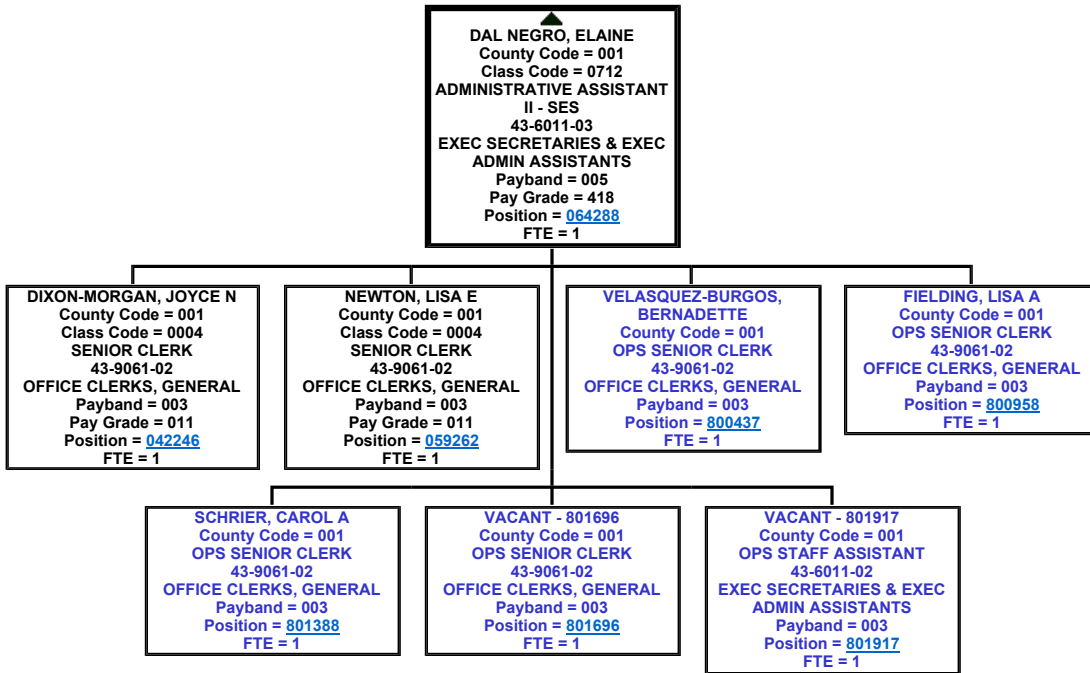 DAL NEGRO, ELAINE
County Code = 001
Class Code = 0712
ADMINISTRATIVE ASSISTANT
II - SES
43-6011-03
EXEC SECRETARIES & EXEC
ADMIN ASSISTANTS
Payband = 005
Pay Grade = 418
Position = 064288
FTE = 1
DIXON-MORGAN, JOYCE N
County Code = 001
Class Code = 0004
SENIOR CLERK
43-9061-02
OFFICE CLERKS, GENERAL
Payband = 003
Pay Grade = 011
Position = 042246
FTE = 1
NEWTON, LISA E
County Code = 001
Class Code = 0004
SENIOR CLERK
43-9061-02
OFFICE CLERKS, GENERAL
Payband = 003
Pay Grade = 011
Position = 059262
FTE = 1
VELASQUEZ-BURGOS,
BERNADETTE
County Code = 001
OPS SENIOR CLERK
43-9061-02
OFFICE CLERKS, GENERAL
Payband = 003
Position = 800437
FTE = 1
FIELDING, LISA A
County Code = 001
OPS SENIOR CLERK
43-9061-02
OFFICE CLERKS, GENERAL
Payband = 003
Position = 800958
FTE = 1
SCHRIER, CAROL A
County Code = 001
OPS SENIOR CLERK
43-9061-02
OFFICE CLERKS, GENERAL
Payband = 003
Position = 801388
FTE = 1
VACANT - 801696
County Code = 001
OPS SENIOR CLERK
43-9061-02
OFFICE CLERKS, GENERAL
Payband = 003
Position = 801696
FTE = 1
VACANT - 801917
County Code = 001
OPS STAFF ASSISTANT
43-6011-02
EXEC SECRETARIES & EXEC
ADMIN ASSISTANTS
Payband = 003
Position = 801917
FTE = 1